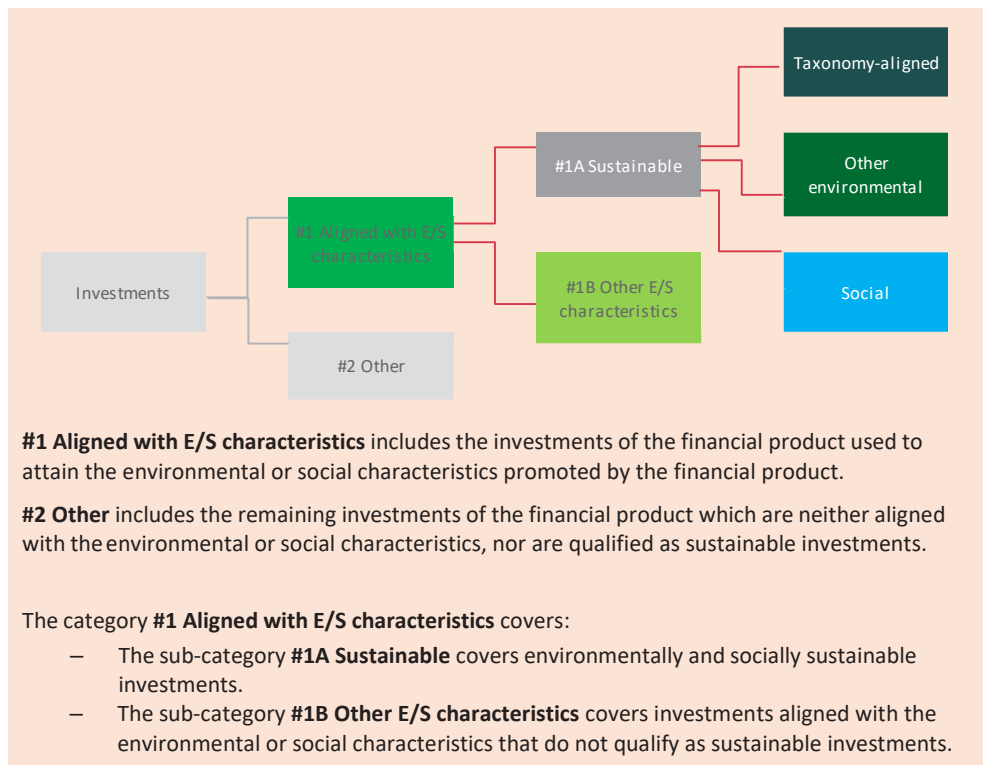 Taxonomy-aligned
#1A Sustainable
Other
environmental
#1 Aligned with E/S
characteristics
Investments
#1B Other E/S
characteristics
Social
#2 Other
#1 Aligned with E/S characteristics includes the investments of the financial product used to
attain the environmental or social characteristics promoted by the financial product.
#2 Other includes the remaining investments of the financial product which are neither aligned
with the environmental or social characteristics, nor are qualified as sustainable investments.
The category #1 Aligned with E/S characteristics covers:
– The sub-category #1A Sustainable covers environmentally and socially sustainable
investments.
– The sub-category #1B Other E/S characteristics covers investments aligned with the
environmental or social characteristics that do not qualify as sustainable investments.